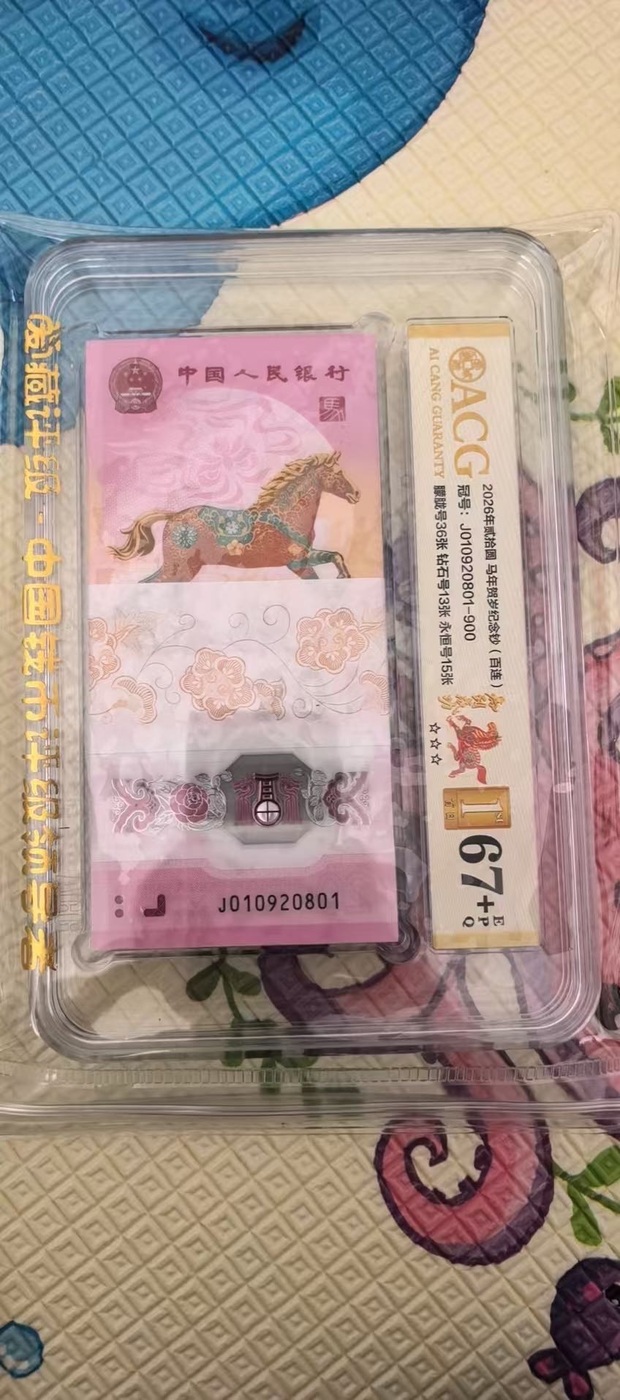 中国人民银行
馬
J010920801
ACG
AI CANG GUARANTY
2026年贰拾圆 马年贺岁纪念钞（百连）
冠号：J010920801-900
朦胧号36张 钻石号13张 永恒号15张
☆☆☆
1
67+
E
P
Q
爱藏评级 - 中国钱币评级领导者